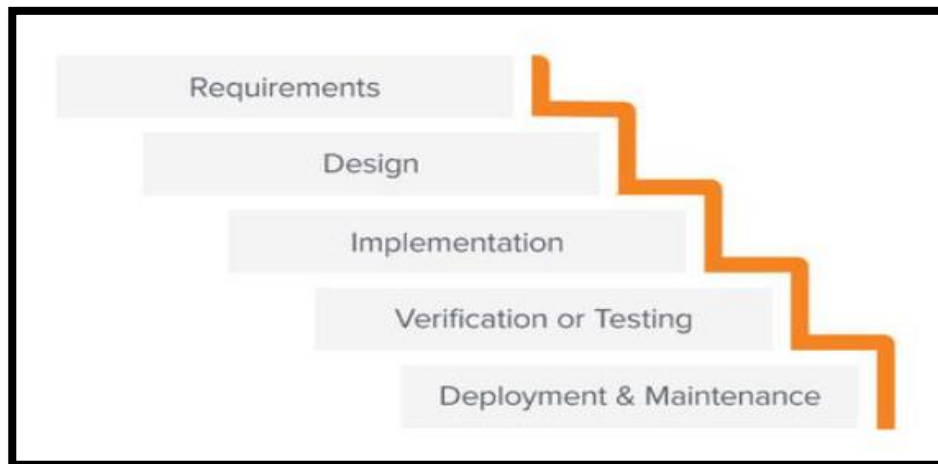 Requirements
Design
Implementation
Verification or Testing
Deployment & Maintenance